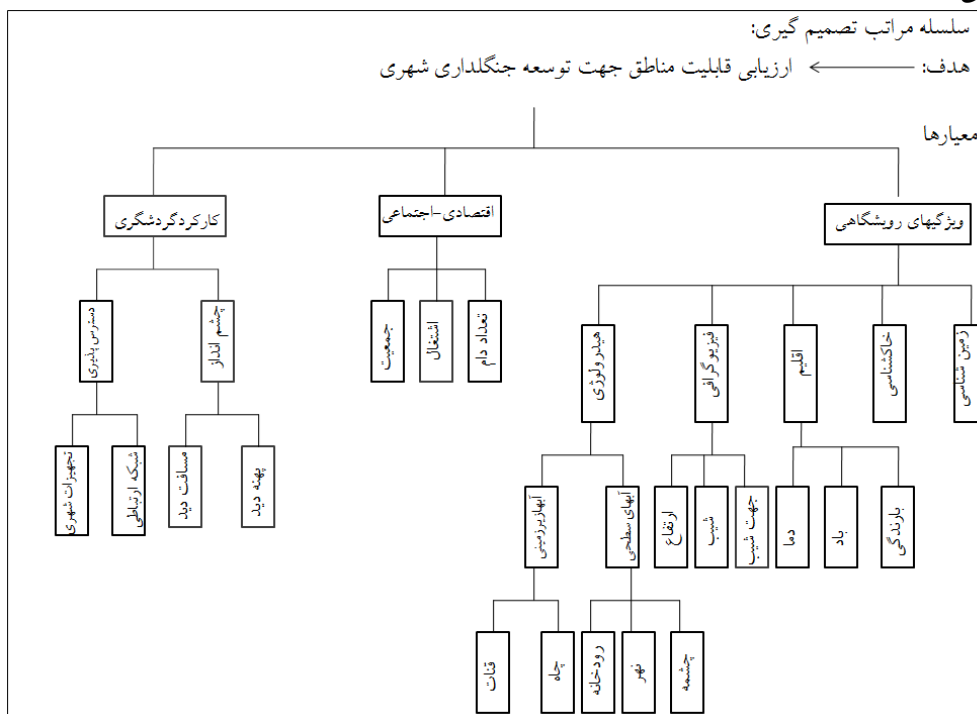 سلسله مراتب تصمیم گیری:
هدف: ارزیابی قابلیت مناطق جهت توسعه جنگلداری شهری
معیارها
ویژگیهای رویشگاهی
اقتصادی-اجتماعی
کارکردگردشگری
زمین شناسی
خاکشناسی
اقلیم
فیزیوگرافی
هیدرولوژی
تعداد دام
اشتغال
جمعیت
چشم انداز
دسترس پذیری
بارندگی
باد
دما
جهت شیب
شیب
ارتفاع
آبهای سطحی
آبهازیرزمینی
پهنه دید
مسافت دید
شبکه ارتباطی
تجهیزات شهری
چشمه
نهر
رودخانه
چاه
قنات